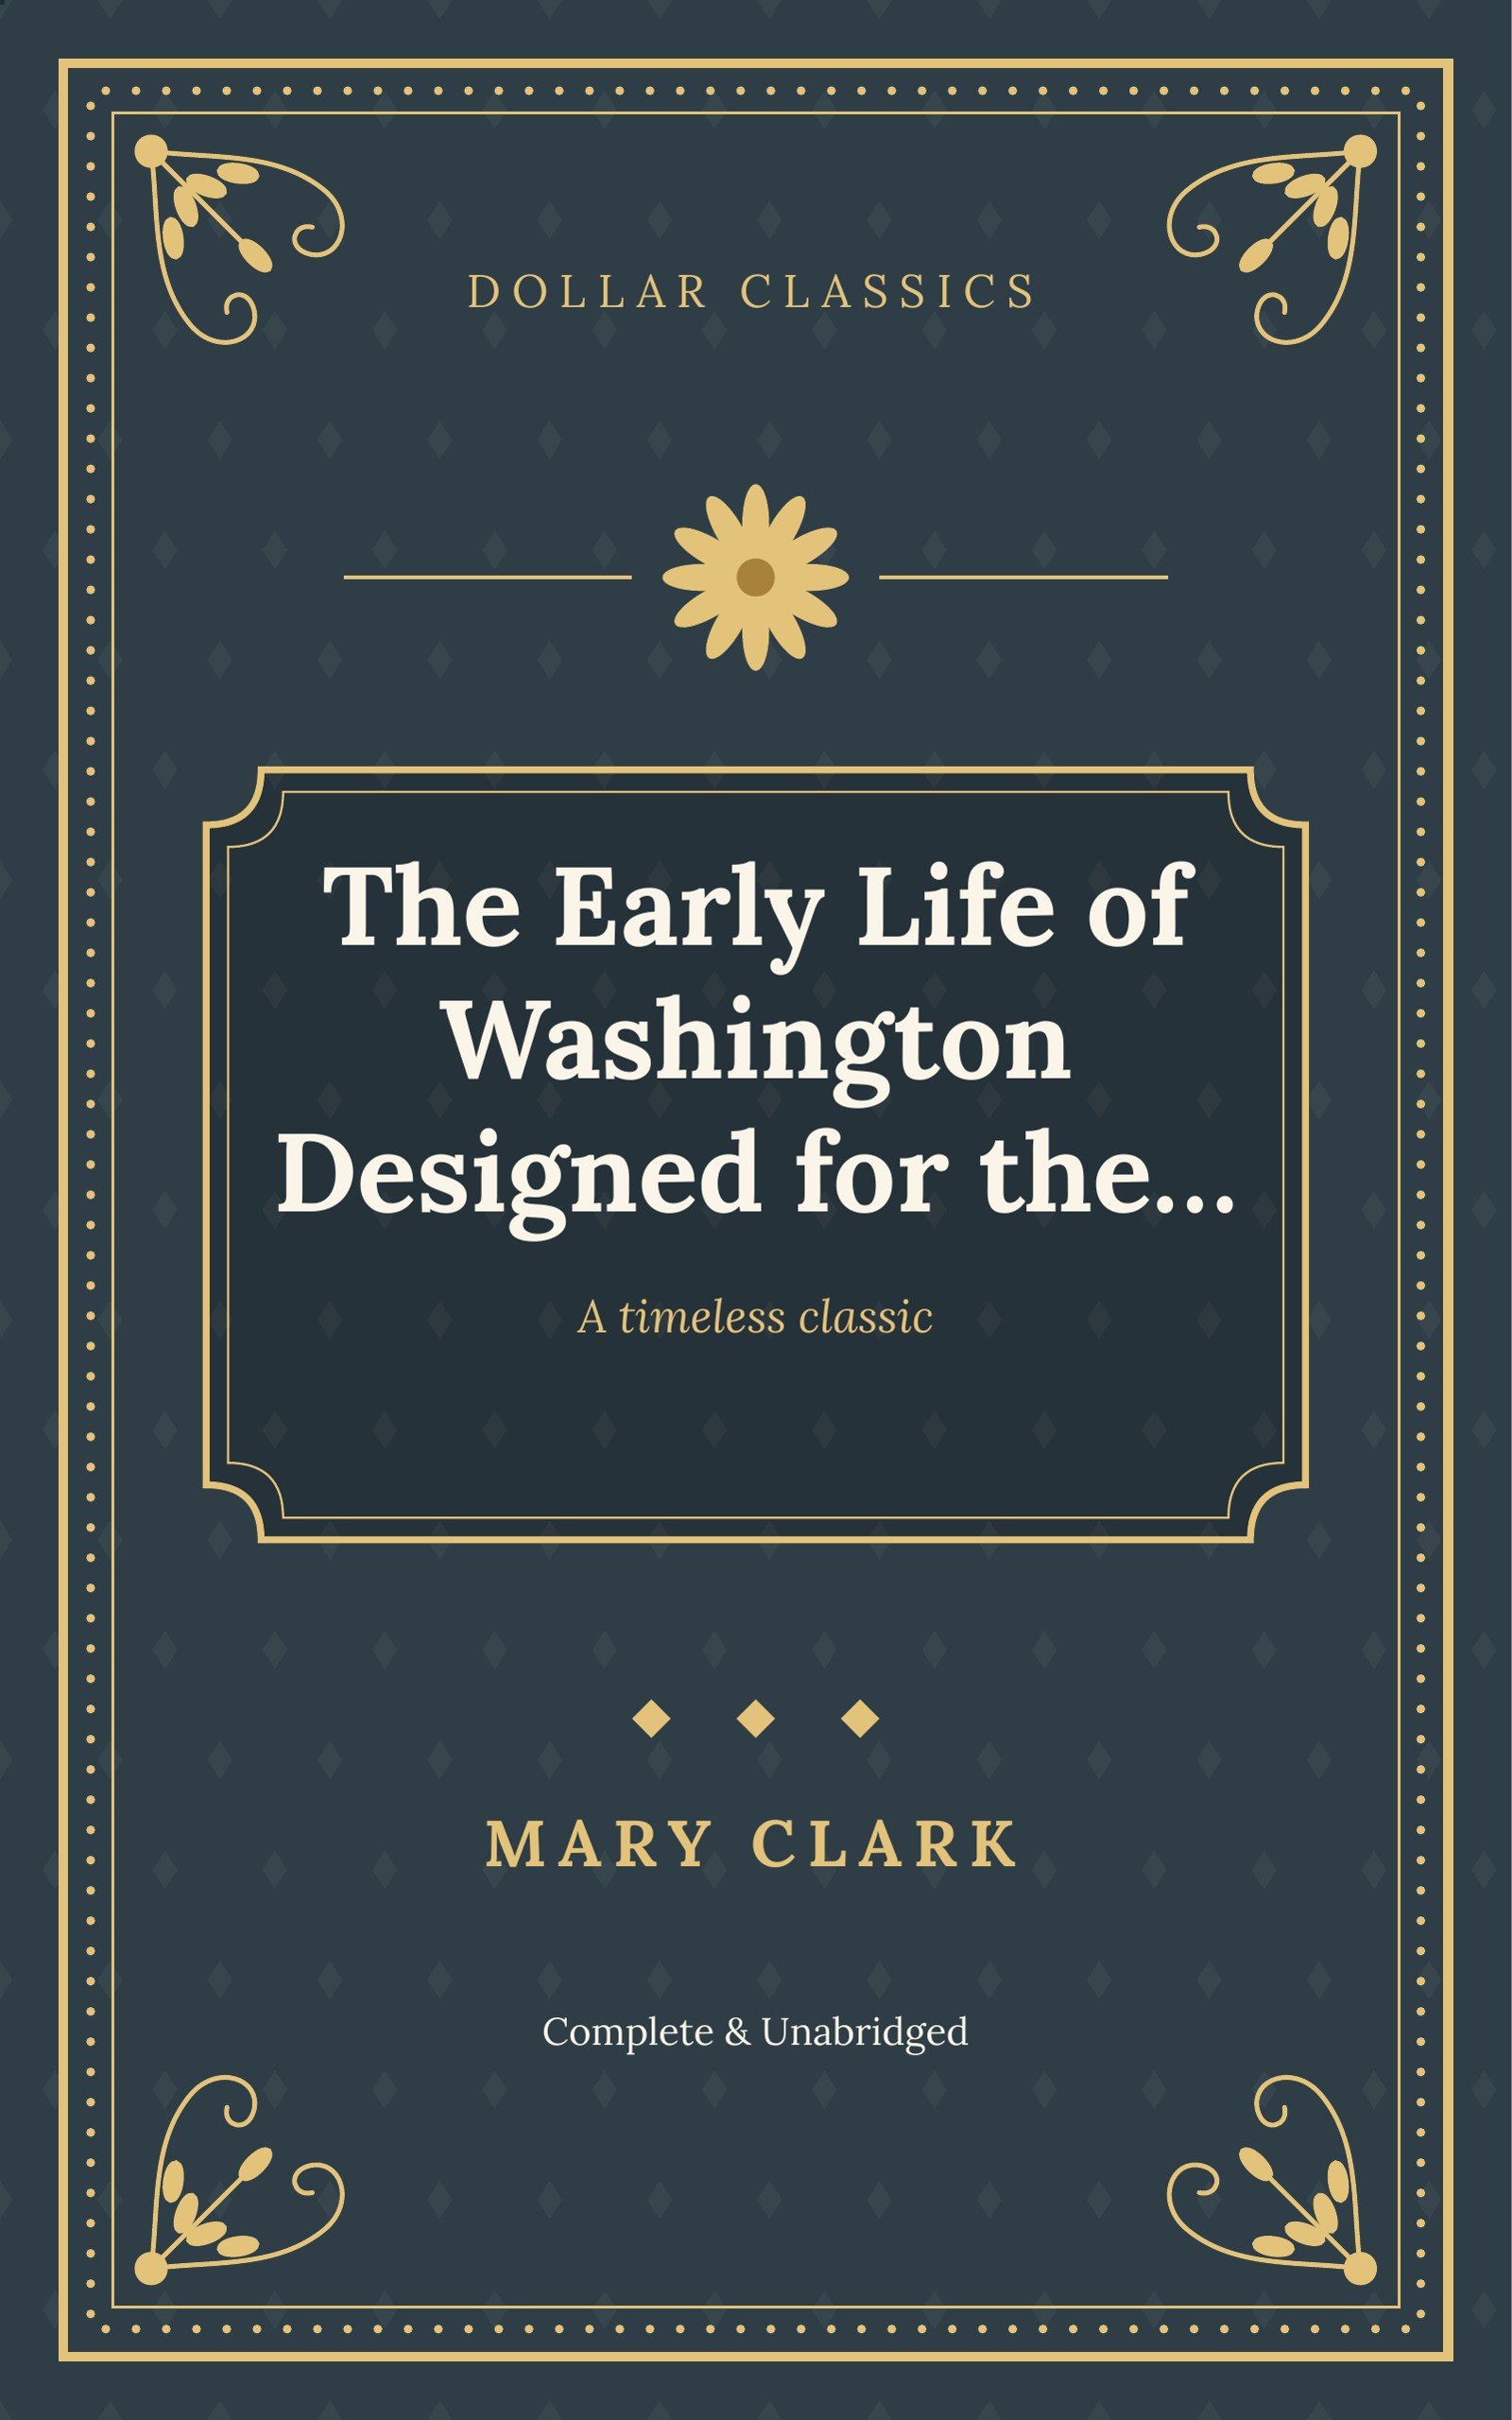 DOLLAR CLASSICS
The Early Life of
Washington
Designed for the...
A timeless classic
MARY CLARK
Complete & Unabridged